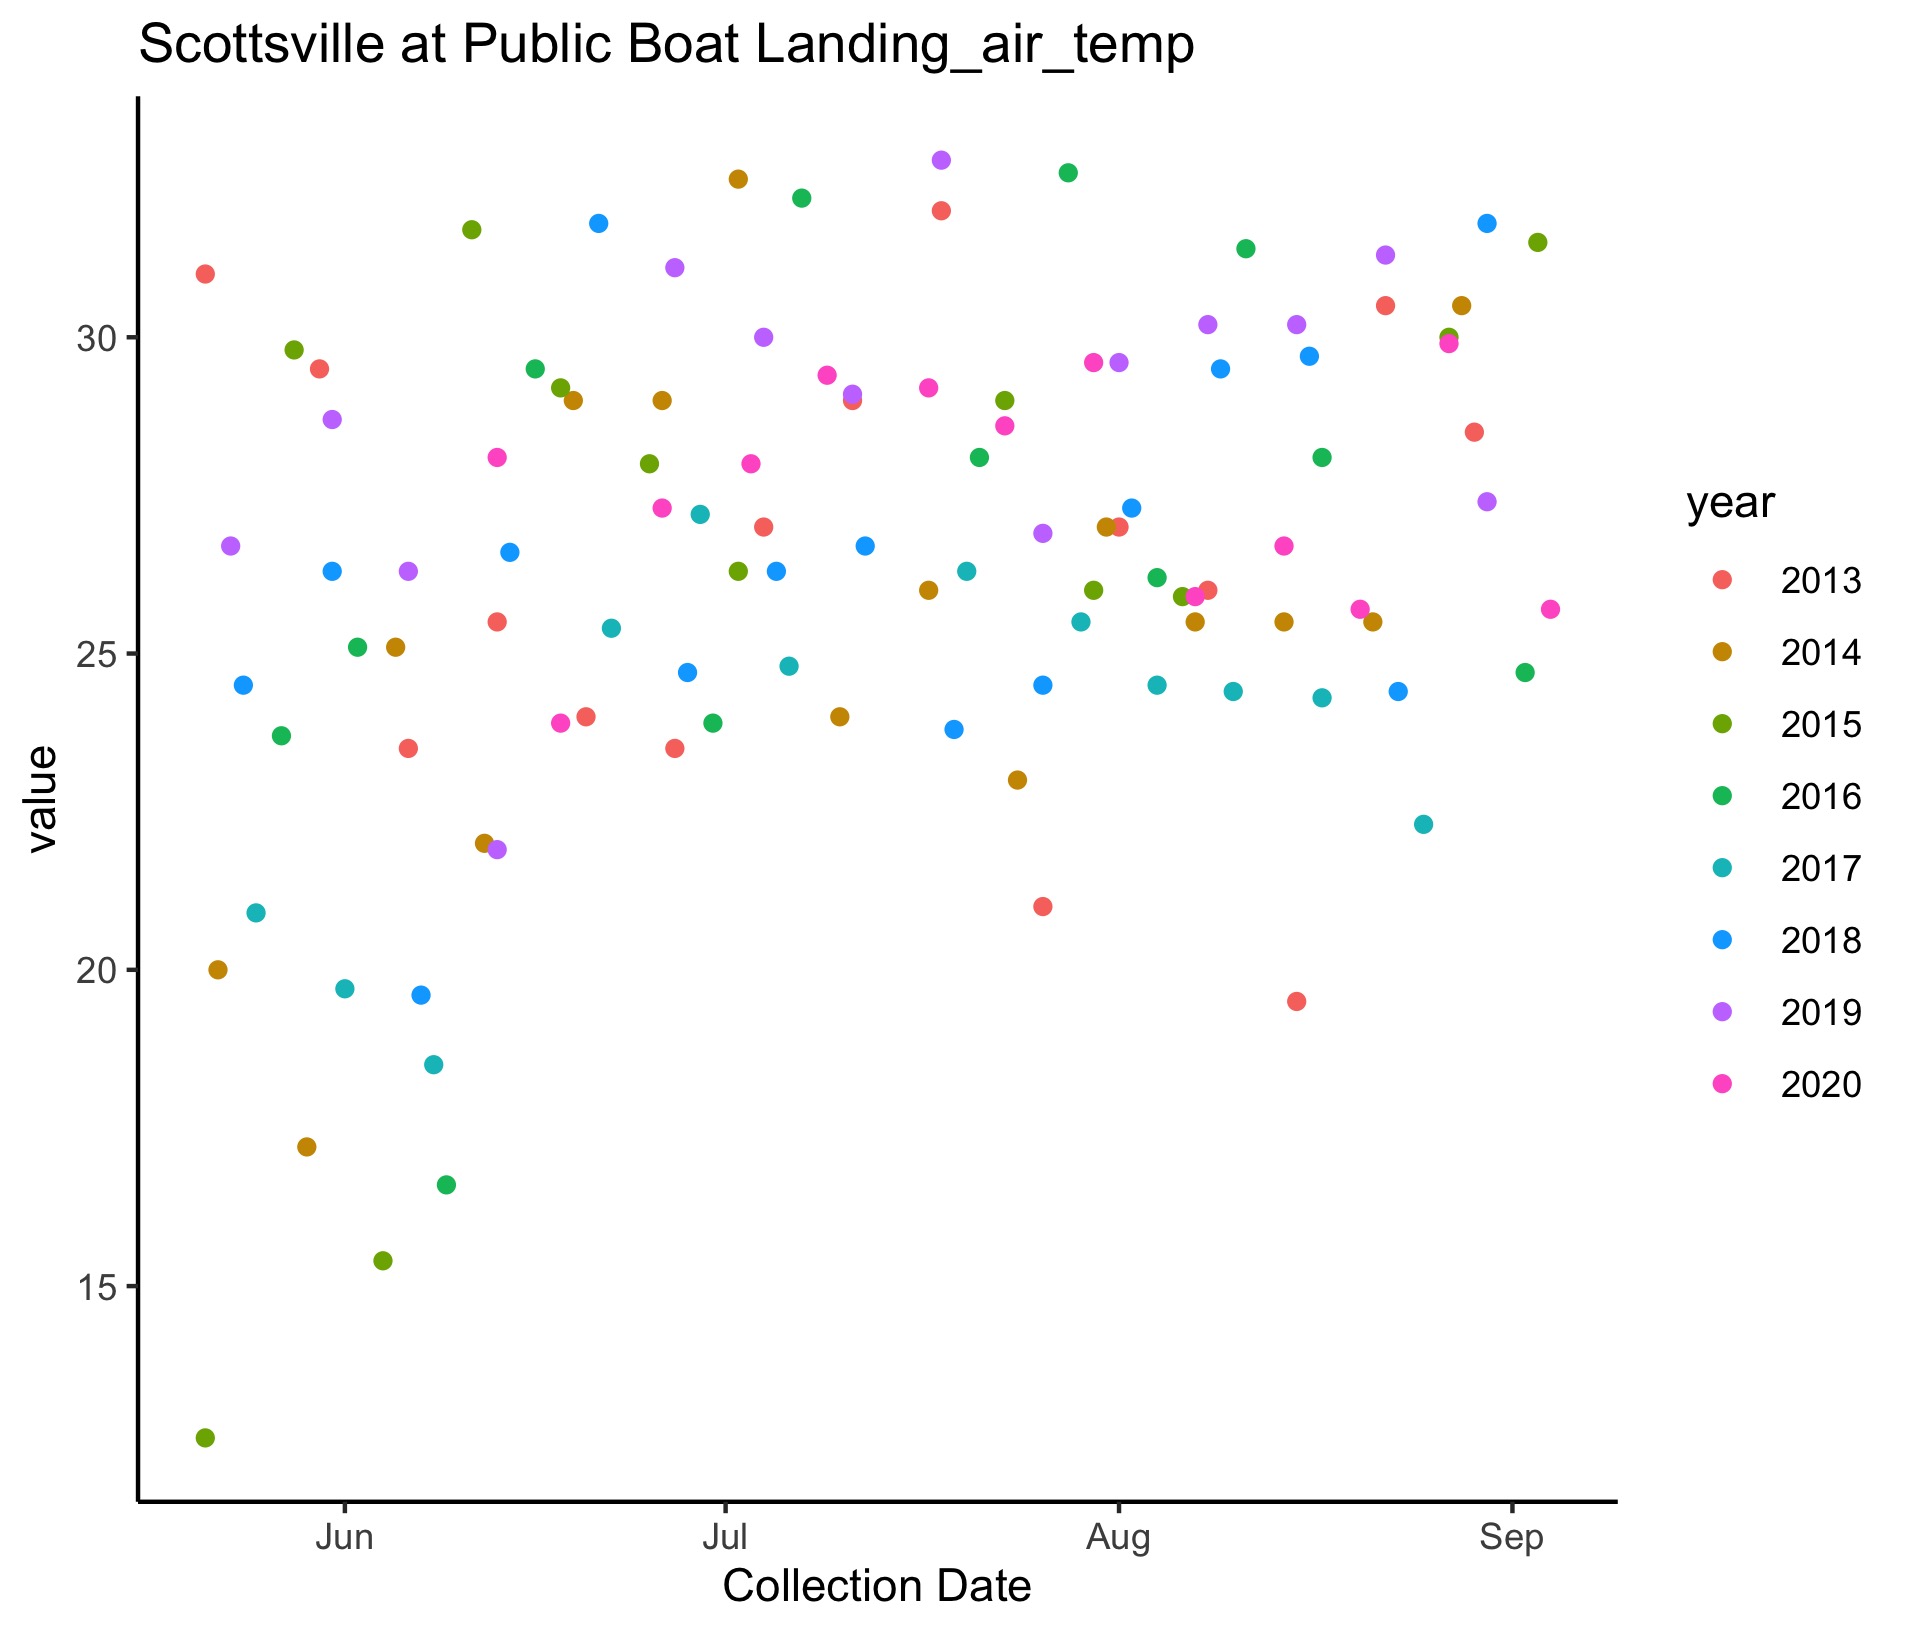 Scottsville at Public Boat Landing_air_temp
30
25
20
15
value
Jun Jul Aug Sep
Collection Date
year
2013
2014
2015
2016
2017
2018
2019
2020